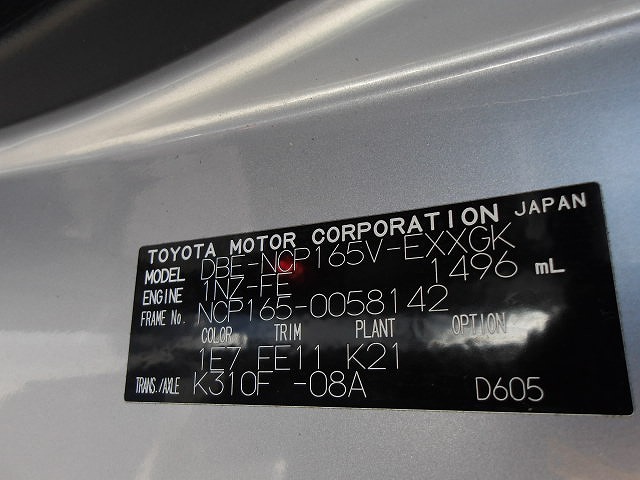 TOYOTA MOTOR CORPORATION JAPAN
MODEL DBE-NCP165V-EXXGK
ENGINE 1NZ-FE 1496 mL
FRAME No. NCP165-0058142
COLOR TRIM PLANT OPTION
1E7 FE11 K21
TRANS./AXLE K310F -08A D605